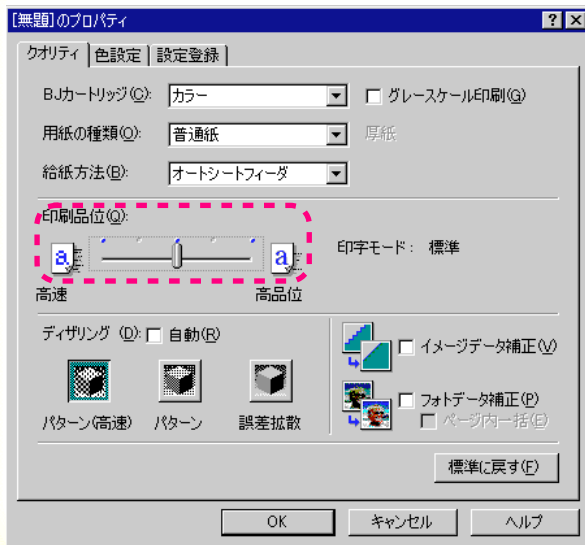 [無題]のプロパティ
クオリティ 色設定 設定登録
BJカートリッジ(C): カラー グレースケール印刷(G)
用紙の種類(O): 普通紙 厚紙
給紙方法(B): オートシートフィーダ
印刷品位(Q):
a a
印字モード： 標準
高速 高品位
ディザリング (D): 自動(R)
イメージデータ補正(V)
フォトデータ補正(P)
ページ内一括(E)
パターン(高速) パターン 誤差拡散
標準に戻す(F)
OK キャンセル ヘルプ